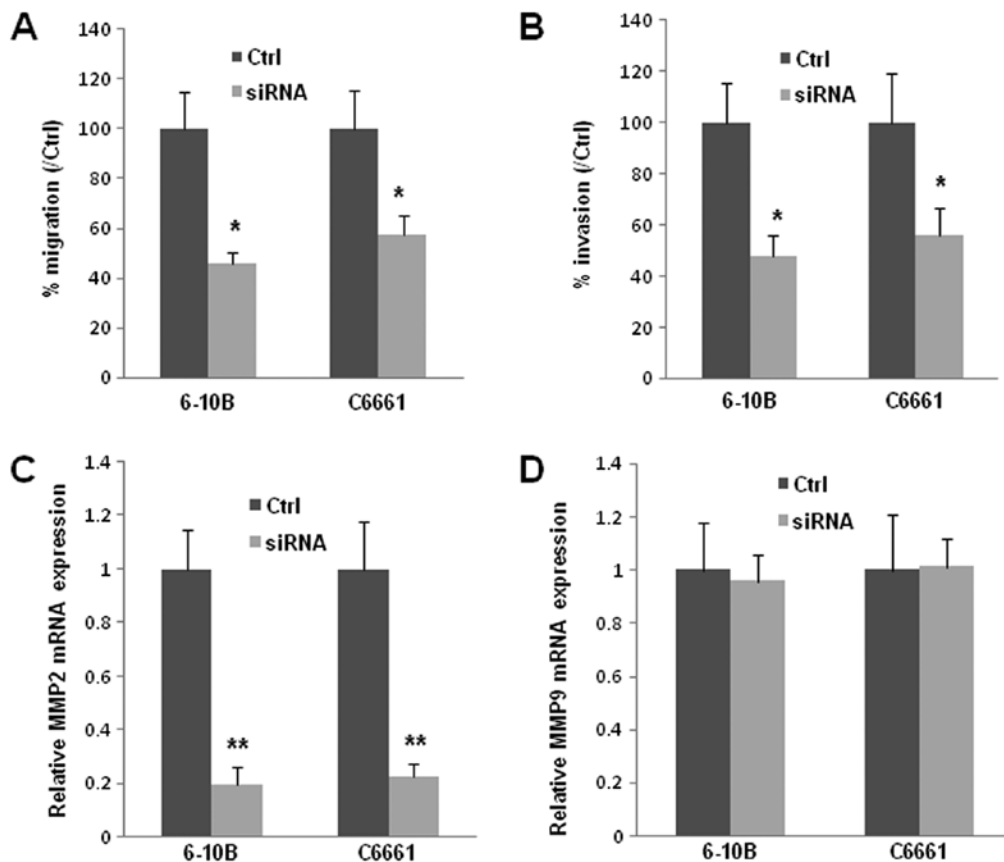 A
% migration (/Ctrl)
140
120
100
80
60
40
20
0
Ctrl
siRNA
*
*
6-10B
C6661
B
% invasion (/Ctrl)
140
120
100
80
60
40
20
0
Ctrl
siRNA
*
*
6-10B
C6661
C
Relative MMP2 mRNA expression
1.4
1.2
1
0.8
0.6
0.4
0.2
0
Ctrl
siRNA
**
**
6-10B
C6661
D
Relative MMP9 mRNA expression
1.4
1.2
1
0.8
0.6
0.4
0.2
0
Ctrl
siRNA
6-10B
C6661